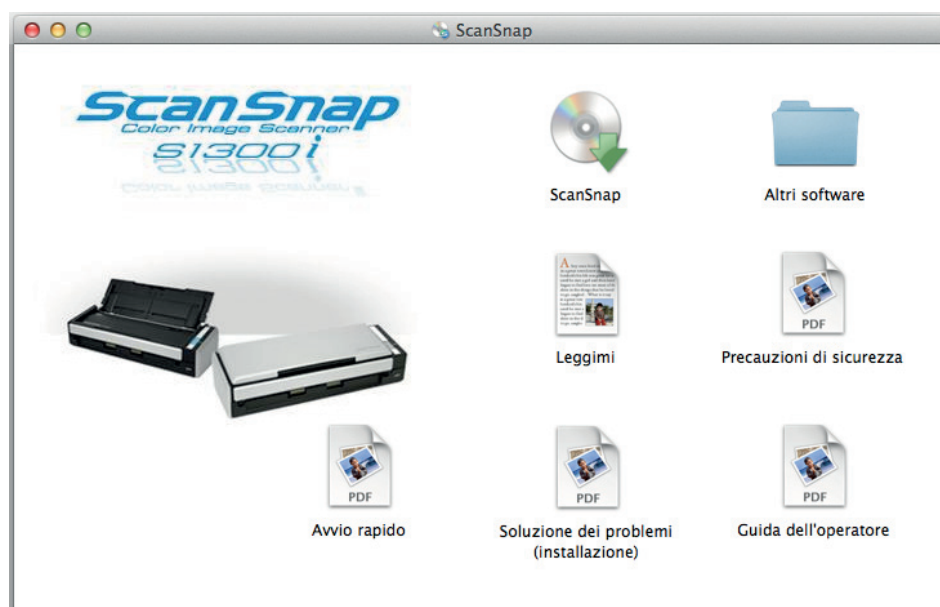 ScanSnap
ScanSnap
Color Image Scanner
S1300i
ScanSnap
Altri software
Leggimi
PDF
Precauzioni di sicurezza
PDF
Avvio rapido
PDF
Soluzione dei problemi
(installazione)
PDF
Guida dell'operatore